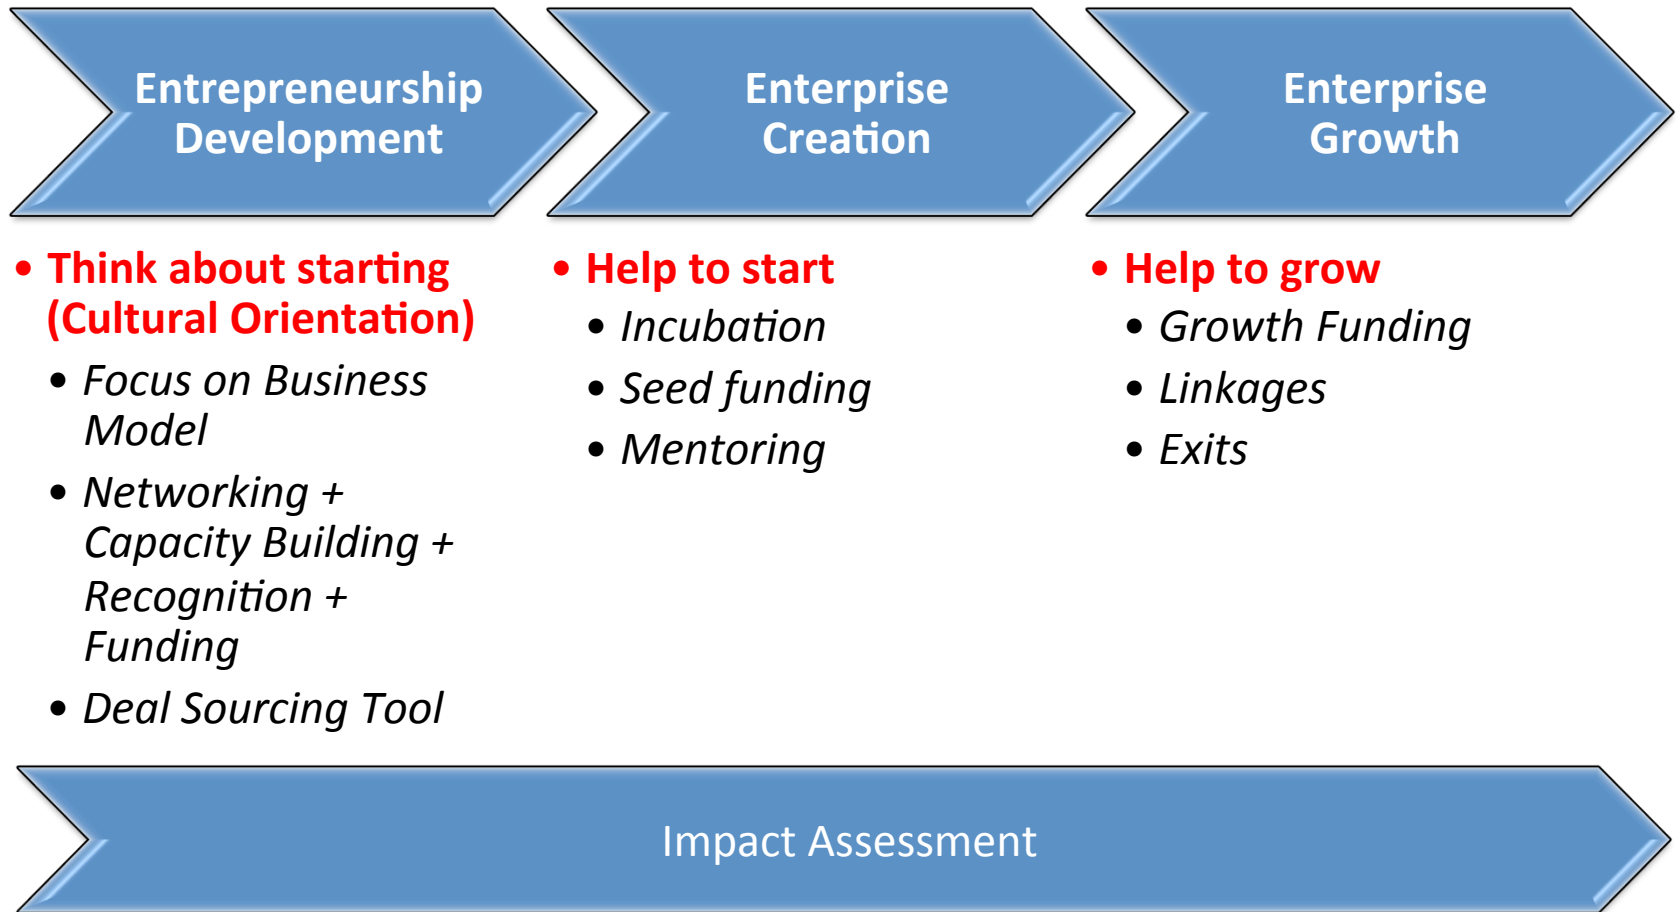 Entrepreneurship
Development
Enterprise
Creation
Enterprise
Growth
• Think about starting
(Cultural Orientation)
• Focus on Business
Model
• Networking +
Capacity Building +
Recognition +
Funding
• Deal Sourcing Tool
• Help to start
• Incubation
• Seed funding
• Mentoring
• Help to grow
• Growth Funding
• Linkages
• Exits
Impact Assessment